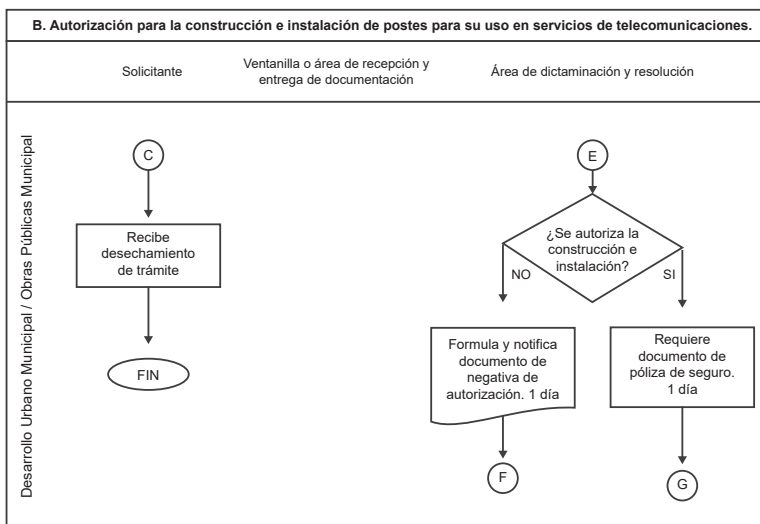 B. Autorización para la construcción e instalación de postes para su uso en servicios de telecomunicaciones.
Solicitante
Ventanilla o área de recepción y
entrega de documentación
Área de dictaminación y resolución
Desarrollo Urbano Municipal / Obras Públicas Municipal
C
Recibe
desechamiento
de trámite
FIN
E
¿Se autoriza la
construcción e
instalación?
NO
SI
Formula y notifica
documento de
negativa de
autorización. 1 día
Requiere
documento de
póliza de seguro.
1 día
F
G